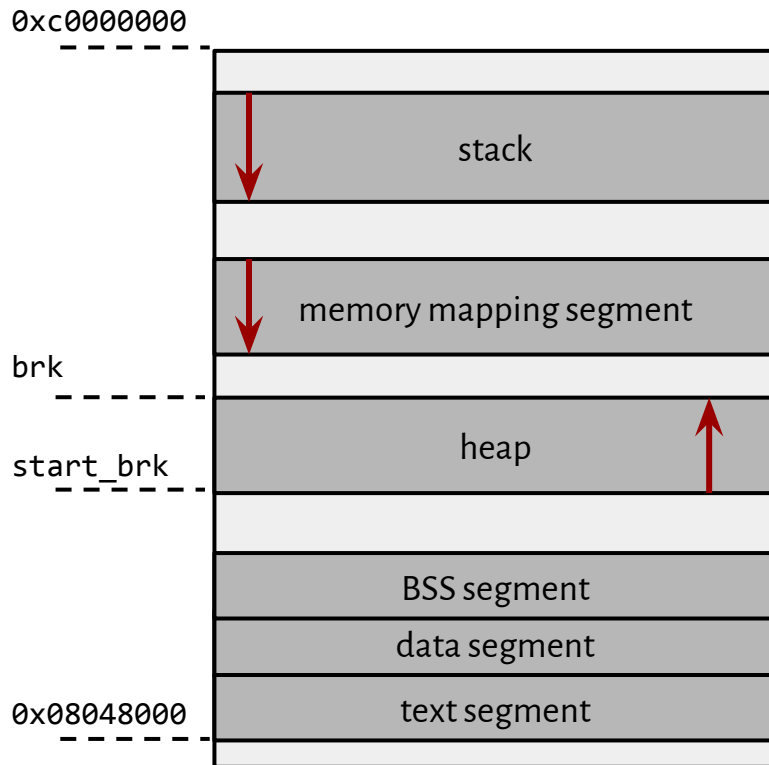 0xc0000000
stack
memory mapping segment
brk
heap
start_brk
BSS segment
data segment
text segment
0x08048000